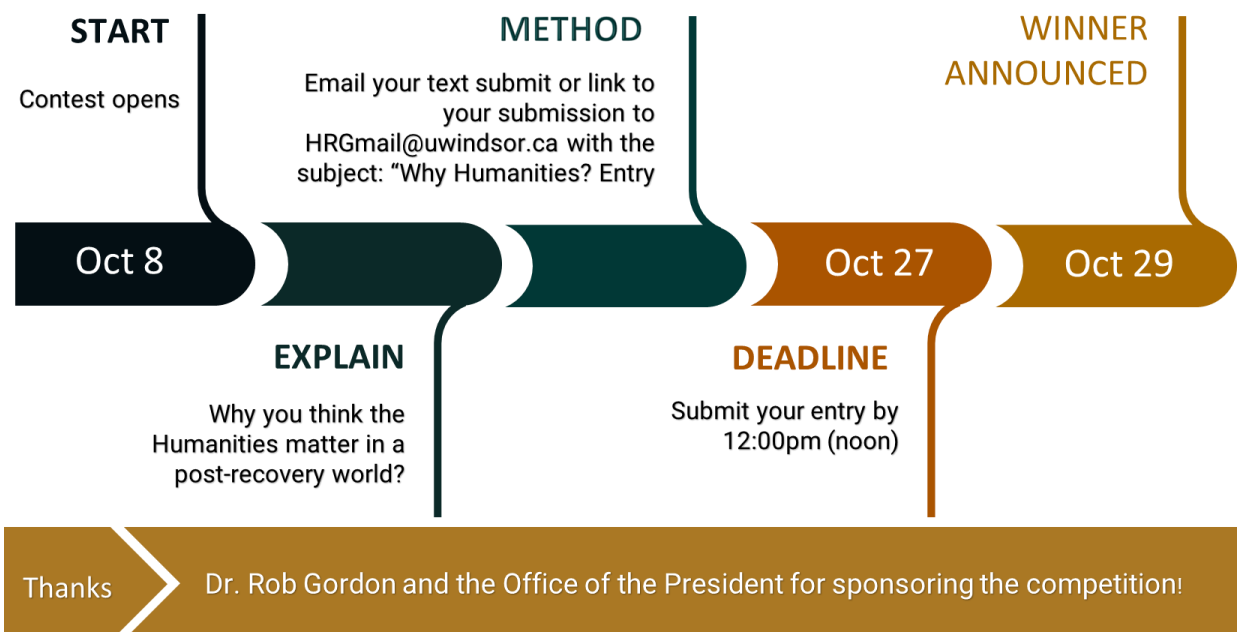 START
Contest opens
METHOD
Email your text submit or link to
your submission to
HRGmail@uwindsor.ca with the
subject: “Why Humanities? Entry
WINNER
ANNOUNCED
Oct 8
Oct 27
Oct 29
EXPLAIN
Why you think the
Humanities matter in a
post-recovery world?
DEADLINE
Submit your entry by
12:00pm (noon)
Thanks
Dr. Rob Gordon and the Office of the President for sponsoring the competition!